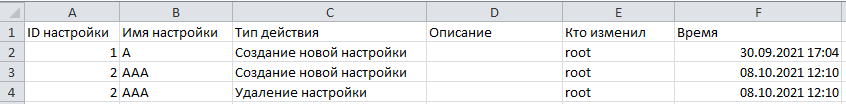 A B C D E F
1 ID настройки Имя настройки Тип действия Описание Кто изменил Время
2 1 A Создание новой настройки root 30.09.2021 17:04
3 2 AAA Создание новой настройки root 08.10.2021 12:10
4 2 AAA Удаление настройки root 08.10.2021 12:10